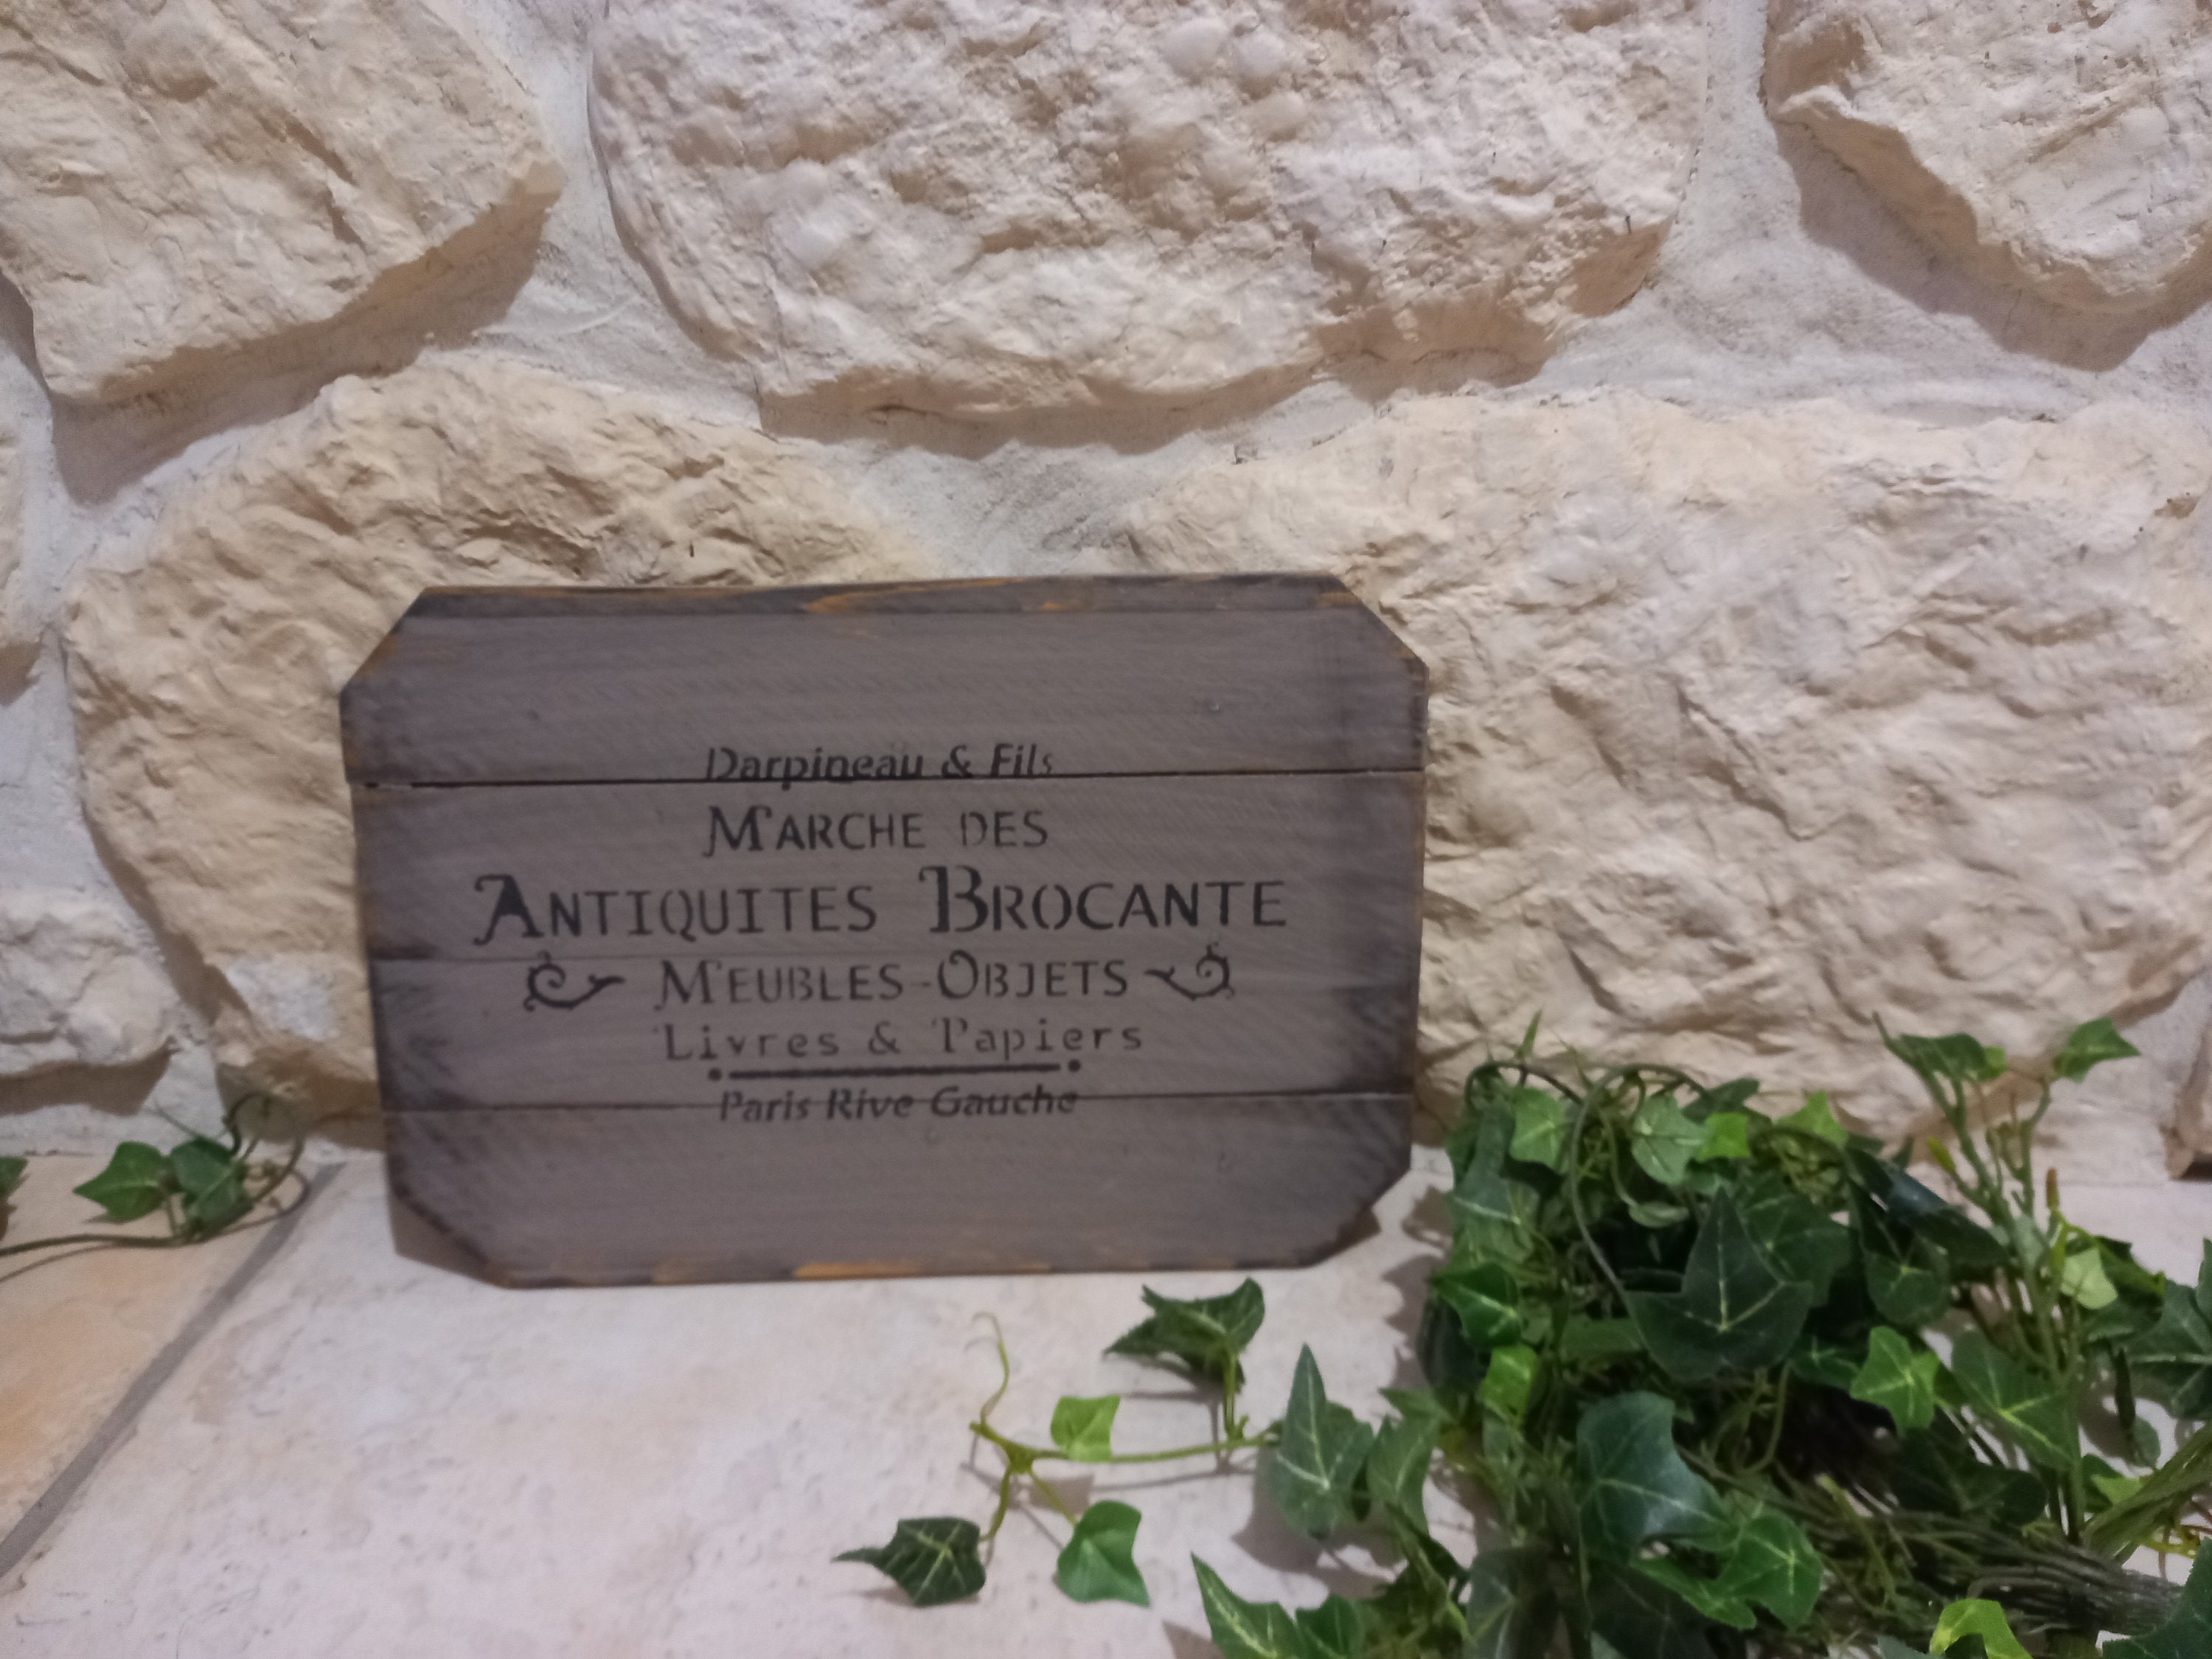 Darpineau & Fils
MARCHE DES
ANTIQUITES BROCANTE
MEUBLES-OBJETS
Livres & Papiers
Paris Rive Gauche